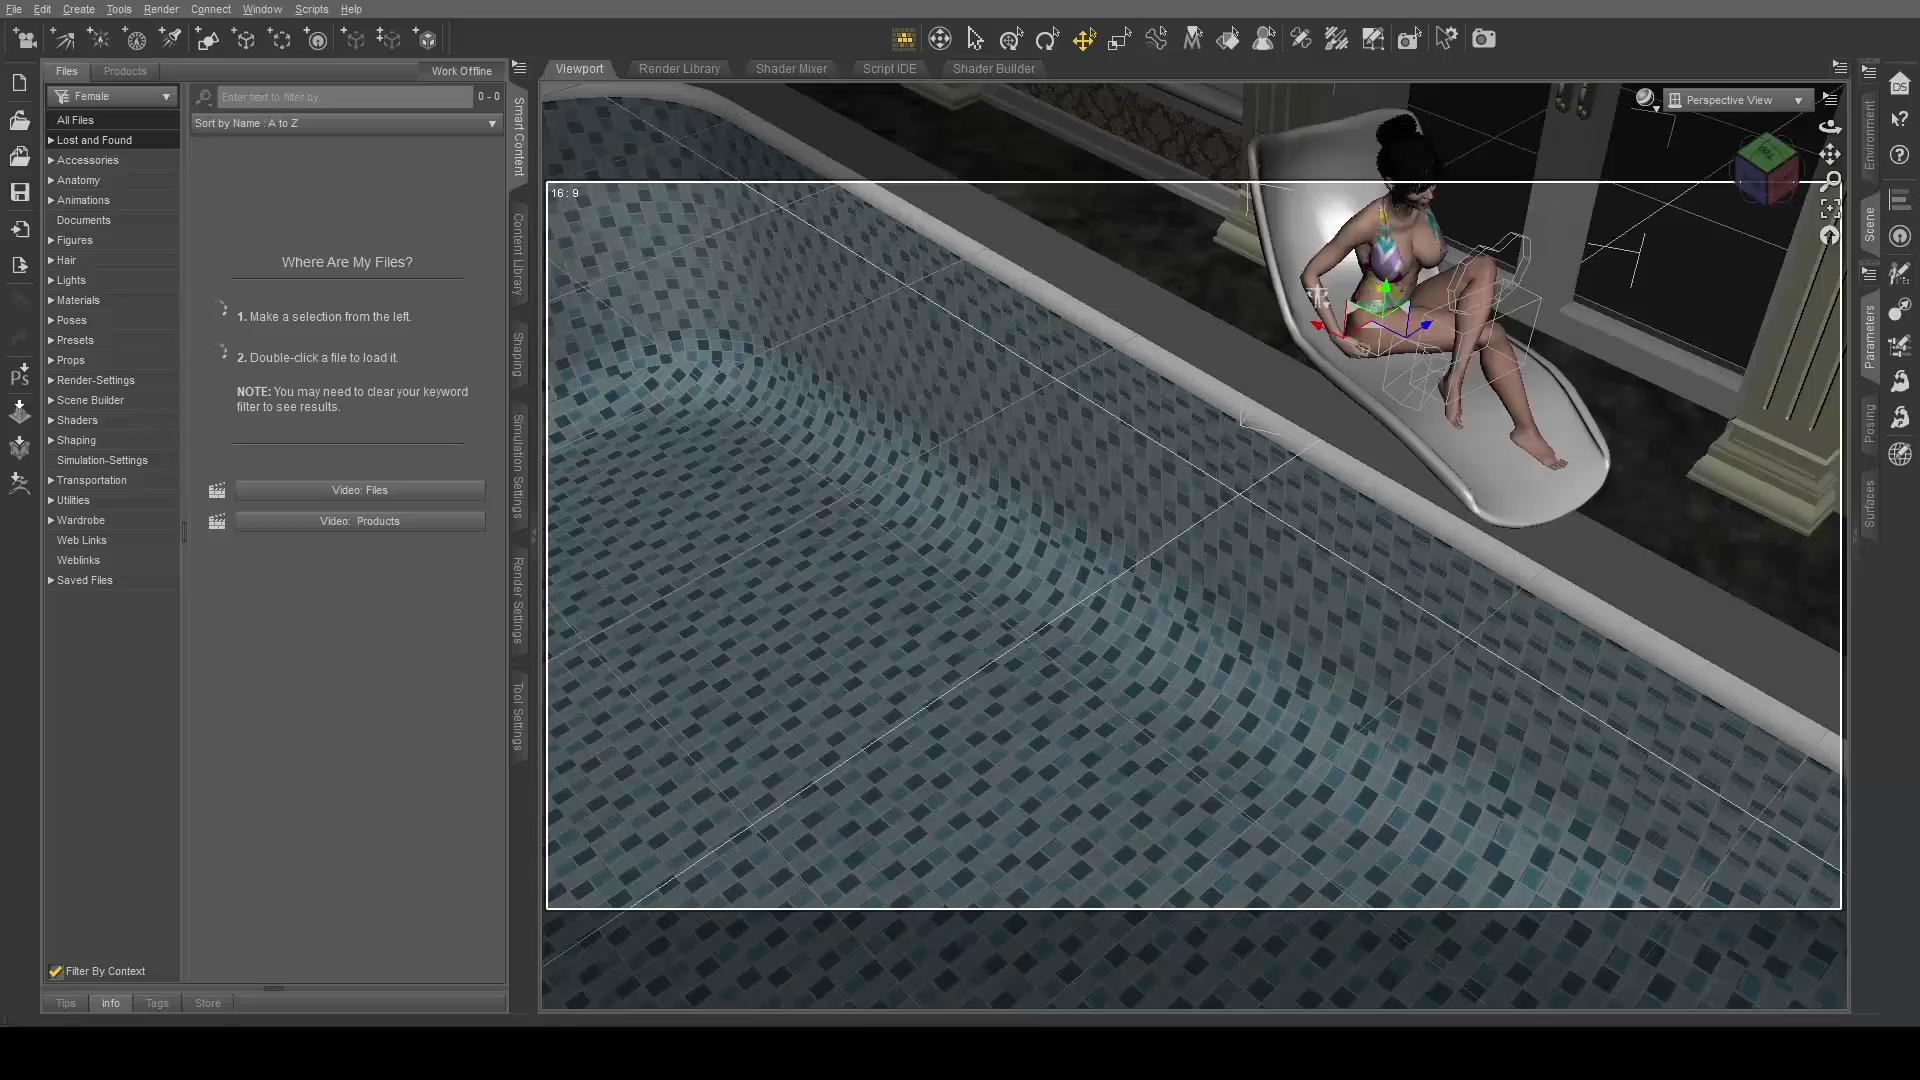 File Edit Create Tools Render Connect Window Scripts Help
Files Products Work Offline
Viewport Render Library Shader Mixer Script IDE Shader Builder
Female
Enter text to filter by... 0 - 0
Sort by Name : A to Z
All Files
Lost and Found
Accessories
Anatomy
Animations
Documents
Figures
Hair
Lights
Materials
Poses
Presets
Props
Render-Settings
Scene Builder
Shaders
Shaping
Simulation-Settings
Transportation
Utilities
Wardrobe
Web Links
Weblinks
Saved Files
Filter By Context
Where Are My Files?
1. Make a selection from the left.
2. Double-click a file to load it.
NOTE: You may need to clear your keyword
filter to see results.
Video: Files
Video: Products
Tips Info Tags Store
Smart Content
Content Library
Shaping
Simulation Settings
Render Settings
Tool Settings
16 : 9
Perspective View
Top
Environment
Scene
Parameters
Posing
Surfaces
DS
Ps